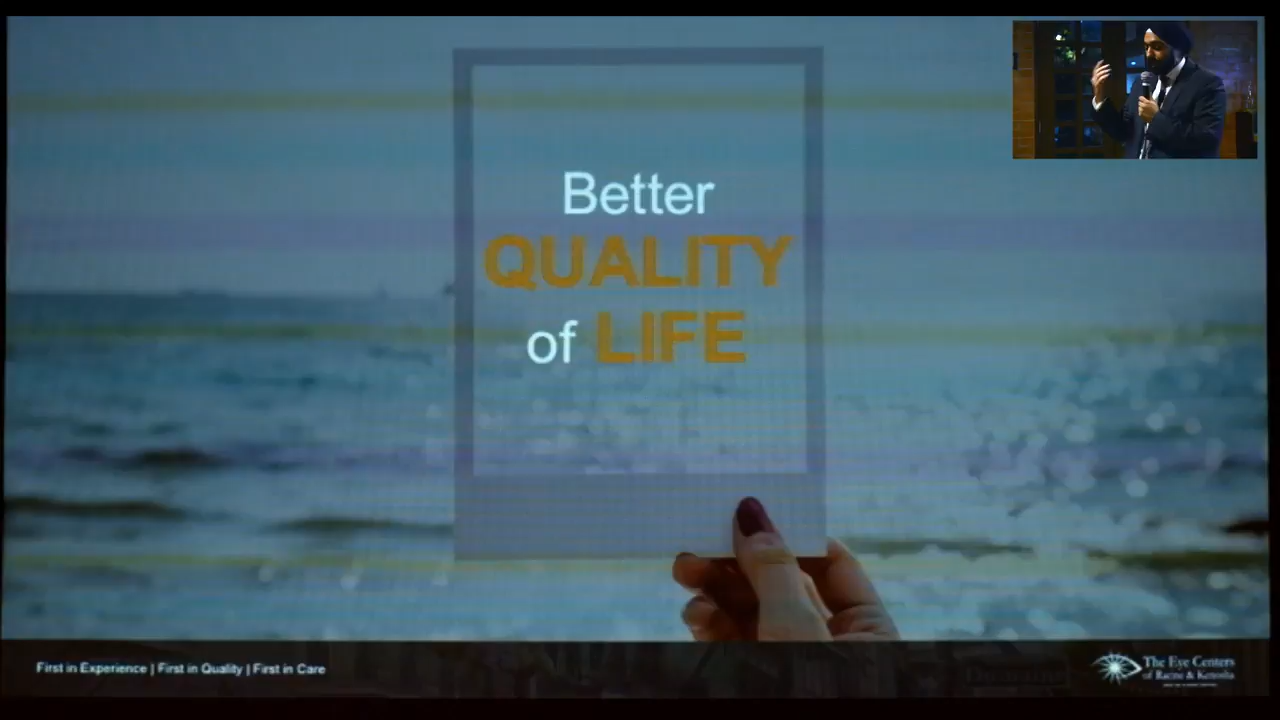 Better
QUALITY
of LIFE
First in Experience | First in Quality | First in Care
The Eye Centers
of Racine & Kenosha